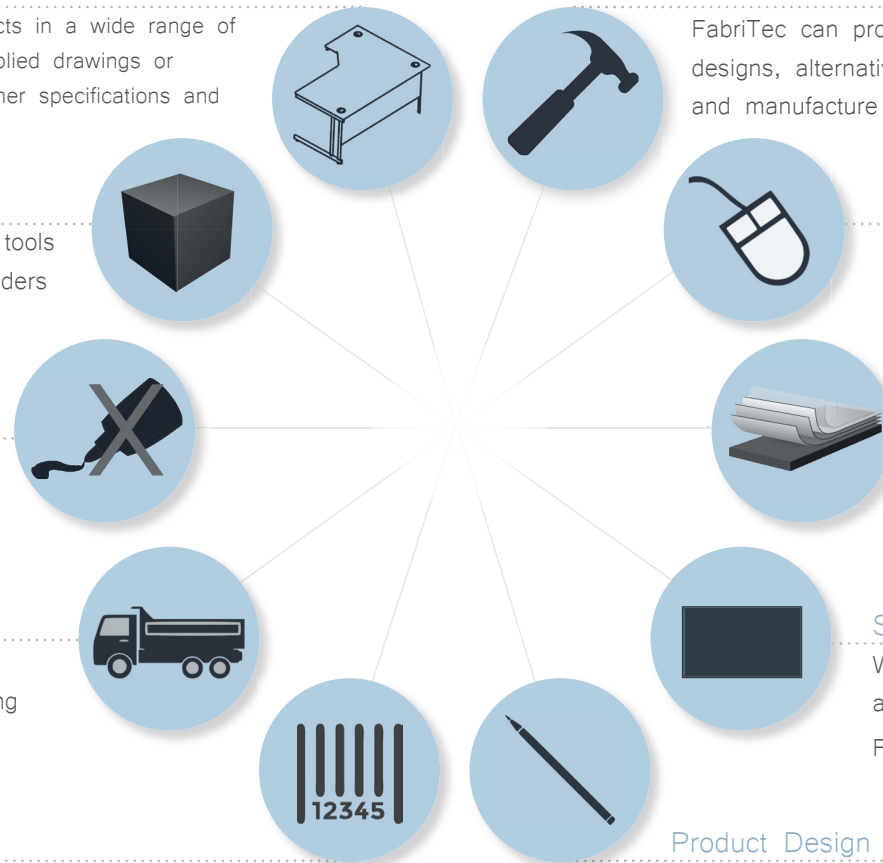 cts in a wide range of
plied drawings or
ner specifications and
FabriTec can pro
designs, alternativ
and manufacture
tools
ders
ng
12345
S
W
a
F
Product Design